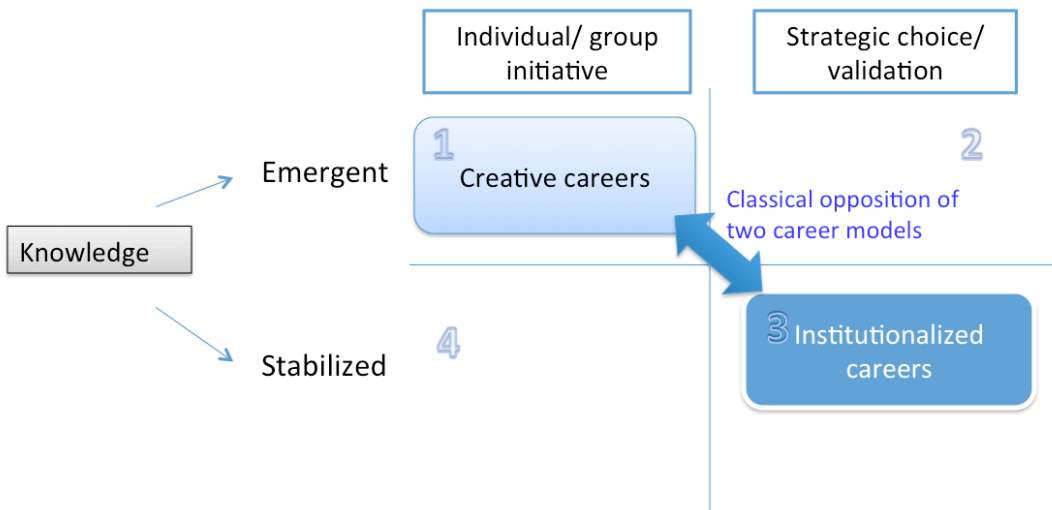 Individual/ group
initiative
Strategic choice/
validation
1
2
Emergent
Creative careers
Classical opposition of
two career models
Knowledge
3
Institutionalized
careers
4
Stabilized